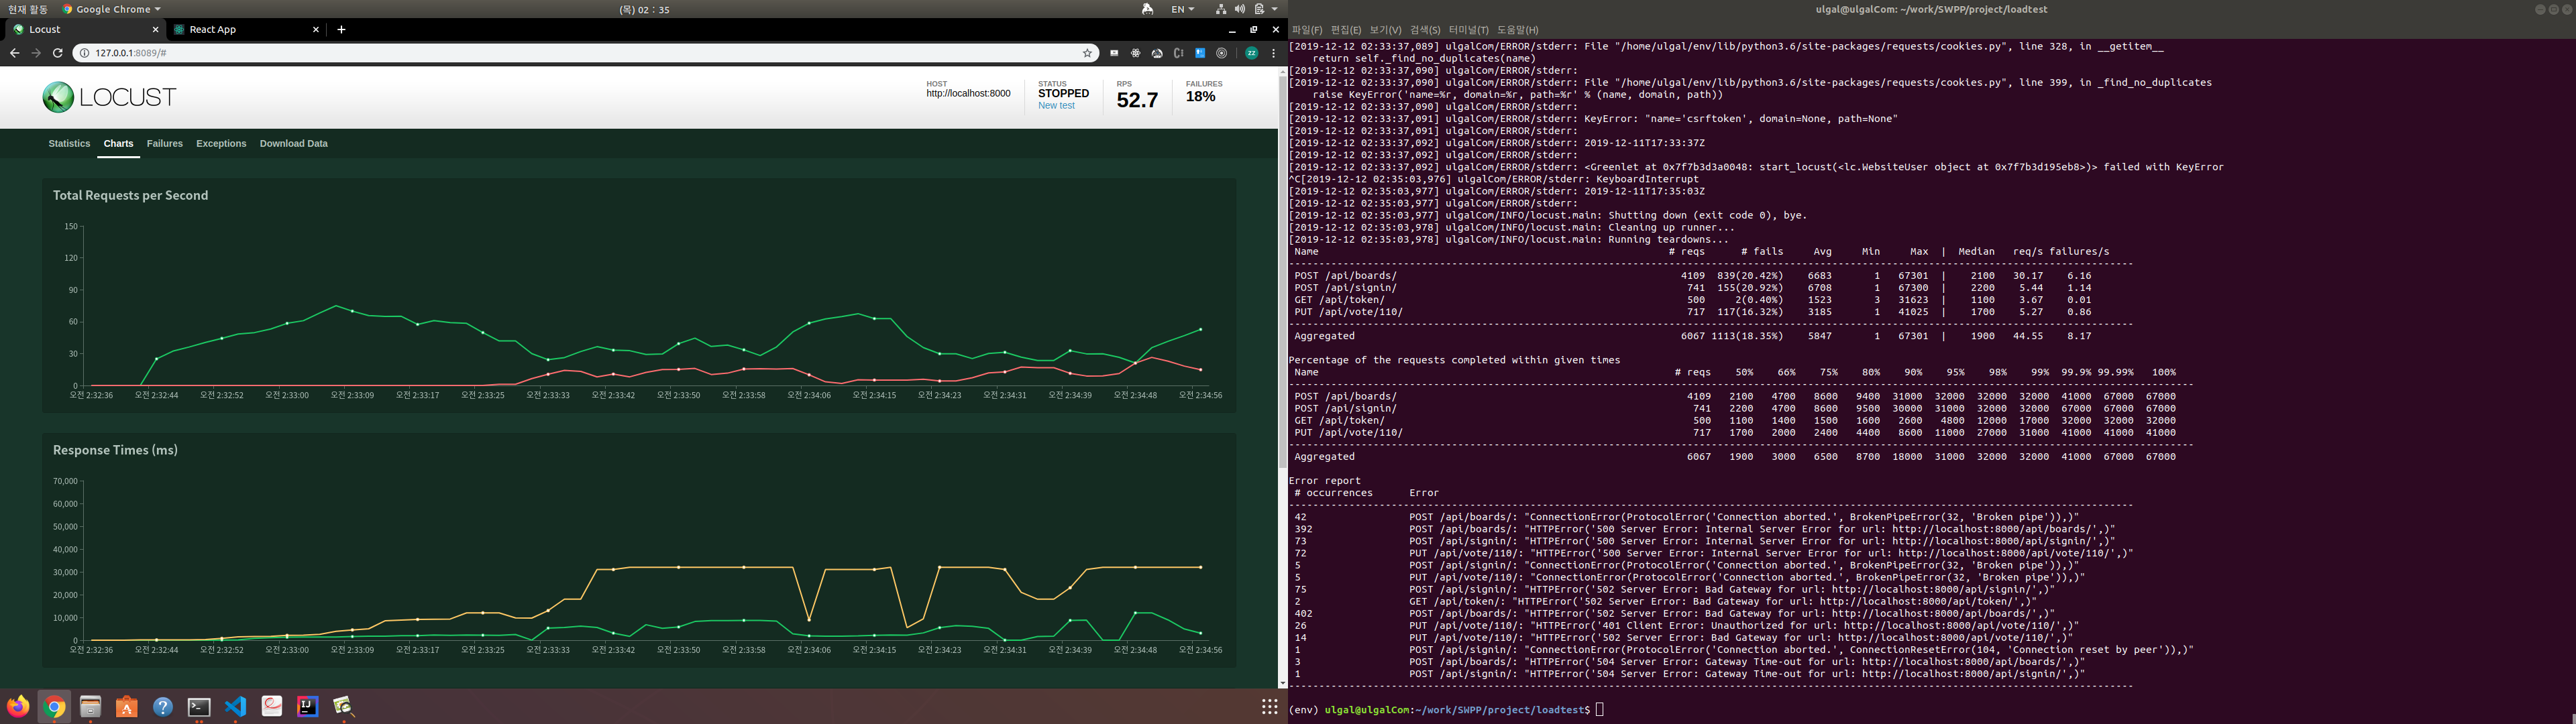 현재 활동 Google Chrome ▾ (목) 02 : 35 EN ▾
Locust × React App × +
127.0.0.1:8089/#
LOCUST
HOST
http://localhost:8000
STATUS
STOPPED
New test
RPS
52.7
FAILURES
18%
Statistics Charts Failures Exceptions Download Data
Total Requests per Second
150
120
90
60
30
0
오전 2:32:36 오전 2:32:44 오전 2:32:52 오전 2:33:00 오전 2:33:09 오전 2:33:17 오전 2:33:25 오전 2:33:33 오전 2:33:42 오전 2:33:50 오전 2:33:58 오전 2:34:06 오전 2:34:15 오전 2:34:23 오전 2:34:31 오전 2:34:39 오전 2:34:48 오전 2:34:56
Response Times (ms)
70,000
60,000
50,000
40,000
30,000
20,000
10,000
0
오전 2:32:36 오전 2:32:44 오전 2:32:52 오전 2:33:00 오전 2:33:09 오전 2:33:17 오전 2:33:25 오전 2:33:33 오전 2:33:42 오전 2:33:50 오전 2:33:58 오전 2:34:06 오전 2:34:15 오전 2:34:23 오전 2:34:31 오전 2:34:39 오전 2:34:48 오전 2:34:56
ulgal@ulgalCom: ~/work/SWPP/project/loadtest
파일(F) 편집(E) 보기(V) 검색(S) 터미널(T) 도움말(H)
[2019-12-12 02:33:37,089] ulgalCom/ERROR/stderr: File "/home/ulgal/env/lib/python3.6/site-packages/requests/cookies.py", line 328, in __getitem__
return self._find_no_duplicates(name)
[2019-12-12 02:33:37,090] ulgalCom/ERROR/stderr:
[2019-12-12 02:33:37,090] ulgalCom/ERROR/stderr: File "/home/ulgal/env/lib/python3.6/site-packages/requests/cookies.py", line 399, in _find_no_duplicates
raise KeyError('name=%r, domain=%r, path=%r' % (name, domain, path))
[2019-12-12 02:33:37,090] ulgalCom/ERROR/stderr:
[2019-12-12 02:33:37,091] ulgalCom/ERROR/stderr: KeyError: "name='csrftoken', domain=None, path=None"
[2019-12-12 02:33:37,091] ulgalCom/ERROR/stderr:
[2019-12-12 02:33:37,092] ulgalCom/ERROR/stderr: 2019-12-11T17:33:37Z
[2019-12-12 02:33:37,092] ulgalCom/ERROR/stderr:
[2019-12-12 02:33:37,092] ulgalCom/ERROR/stderr: <Greenlet at 0x7f7b3d3a0048: start_locust(<lc.WebsiteUser object at 0x7f7b3d195eb8>)> failed with KeyError
^C[2019-12-12 02:35:03,976] ulgalCom/ERROR/stderr: KeyboardInterrupt
[2019-12-12 02:35:03,977] ulgalCom/ERROR/stderr: 2019-12-11T17:35:03Z
[2019-12-12 02:35:03,977] ulgalCom/ERROR/stderr:
[2019-12-12 02:35:03,977] ulgalCom/INFO/locust.main: Shutting down (exit code 0), bye.
[2019-12-12 02:35:03,978] ulgalCom/INFO/locust.main: Cleaning up runner...
[2019-12-12 02:35:03,978] ulgalCom/INFO/locust.main: Running teardowns...
Name # reqs # fails Avg Min Max | Median req/s failures/s
POST /api/boards/ 4109 839(20.42%) 6683 1 67301 | 2100 30.17 6.16
POST /api/signin/ 741 155(20.92%) 6708 1 67300 | 2200 5.44 1.14
GET /api/token/ 500 2(0.40%) 1523 3 31623 | 1100 3.67 0.01
PUT /api/vote/110/ 717 117(16.32%) 3185 1 41025 | 1700 5.27 0.86
Aggregated 6067 1113(18.35%) 5847 1 67301 | 1900 44.55 8.17
Percentage of the requests completed within given times
Name # reqs 50% 66% 75% 80% 90% 95% 98% 99% 99.9% 99.99% 100%
POST /api/boards/ 4109 2100 4700 8600 9400 31000 32000 32000 32000 41000 67000 67000
POST /api/signin/ 741 2200 4700 8600 9500 30000 31000 32000 32000 67000 67000 67000
GET /api/token/ 500 1100 1400 1500 1600 2600 4800 12000 17000 32000 32000 32000
PUT /api/vote/110/ 717 1700 2000 2400 4400 8600 11000 27000 31000 41000 41000 41000
Aggregated 6067 1900 3000 6500 8700 18000 31000 32000 32000 41000 67000 67000
Error report
# occurrences Error
42 POST /api/boards/: "ConnectionError(ProtocolError('Connection aborted.', BrokenPipeError(32, 'Broken pipe')),)"
392 POST /api/boards/: "HTTPError('500 Server Error: Internal Server Error for url: http://localhost:8000/api/boards/',)"
73 POST /api/signin/: "HTTPError('500 Server Error: Internal Server Error for url: http://localhost:8000/api/signin/',)"
72 PUT /api/vote/110/: "HTTPError('500 Server Error: Internal Server Error for url: http://localhost:8000/api/vote/110/',)"
5 POST /api/signin/: "ConnectionError(ProtocolError('Connection aborted.', BrokenPipeError(32, 'Broken pipe')),)"
5 PUT /api/vote/110/: "ConnectionError(ProtocolError('Connection aborted.', BrokenPipeError(32, 'Broken pipe')),)"
75 POST /api/signin/: "HTTPError('502 Server Error: Bad Gateway for url: http://localhost:8000/api/signin/',)"
2 GET /api/token/: "HTTPError('502 Server Error: Bad Gateway for url: http://localhost:8000/api/token/',)"
402 POST /api/boards/: "HTTPError('502 Server Error: Bad Gateway for url: http://localhost:8000/api/boards/',)"
26 PUT /api/vote/110/: "HTTPError('401 Client Error: Unauthorized for url: http://localhost:8000/api/vote/110/',)"
14 PUT /api/vote/110/: "HTTPError('502 Server Error: Bad Gateway for url: http://localhost:8000/api/vote/110/',)"
1 POST /api/signin/: "ConnectionError(ProtocolError('Connection aborted.', ConnectionResetError(104, 'Connection reset by peer')),)"
3 POST /api/boards/: "HTTPError('504 Server Error: Gateway Time-out for url: http://localhost:8000/api/boards/',)"
1 POST /api/signin/: "HTTPError('504 Server Error: Gateway Time-out for url: http://localhost:8000/api/signin/',)"
(env) ulgal@ulgalCom:~/work/SWPP/project/loadtest$